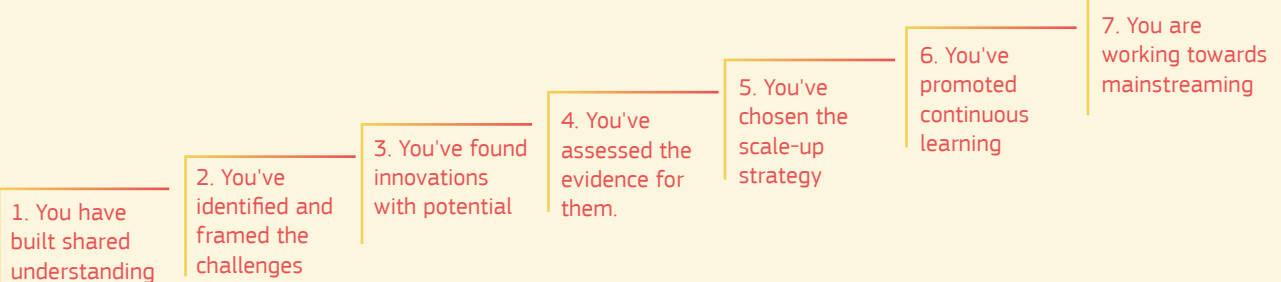 1. You have
built shared
understanding
2. You've
identified and
framed the
challenges
3. You've found
innovations
with potential
4. You've
assessed the
evidence for
them.
5. You've
chosen the
scale-up
strategy
6. You've
promoted
continuous
learning
7. You are
working towards
mainstreaming